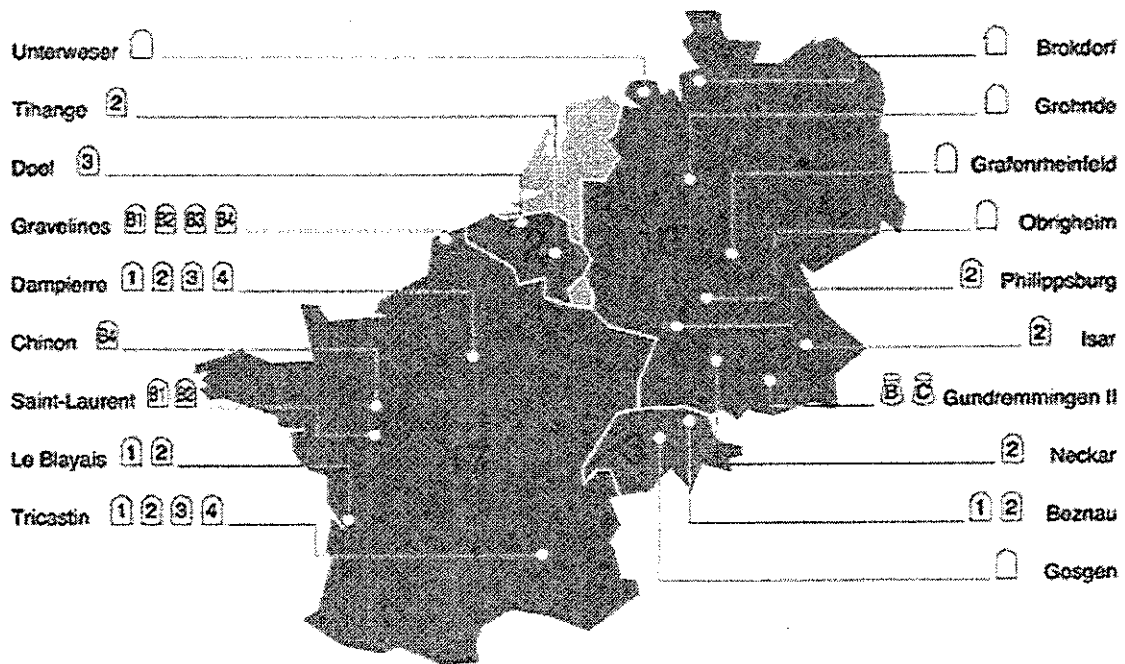 Unterweser
Tihange 2
Doel 3
Gravelines B1 B2 B3 B4
Dampierre 1 2 3 4
Chinon
Saint-Laurent B1 B2
Le Blayais 1 2
Tricastin 1 2 3 4
Brokdorf
Grohnde
Grafenrheinfeld
Obrigheim
2 Philippsburg
2 Isar
B C Gundremmingen II
2 Neckar
1 2 Beznau
Gosgen
2
3